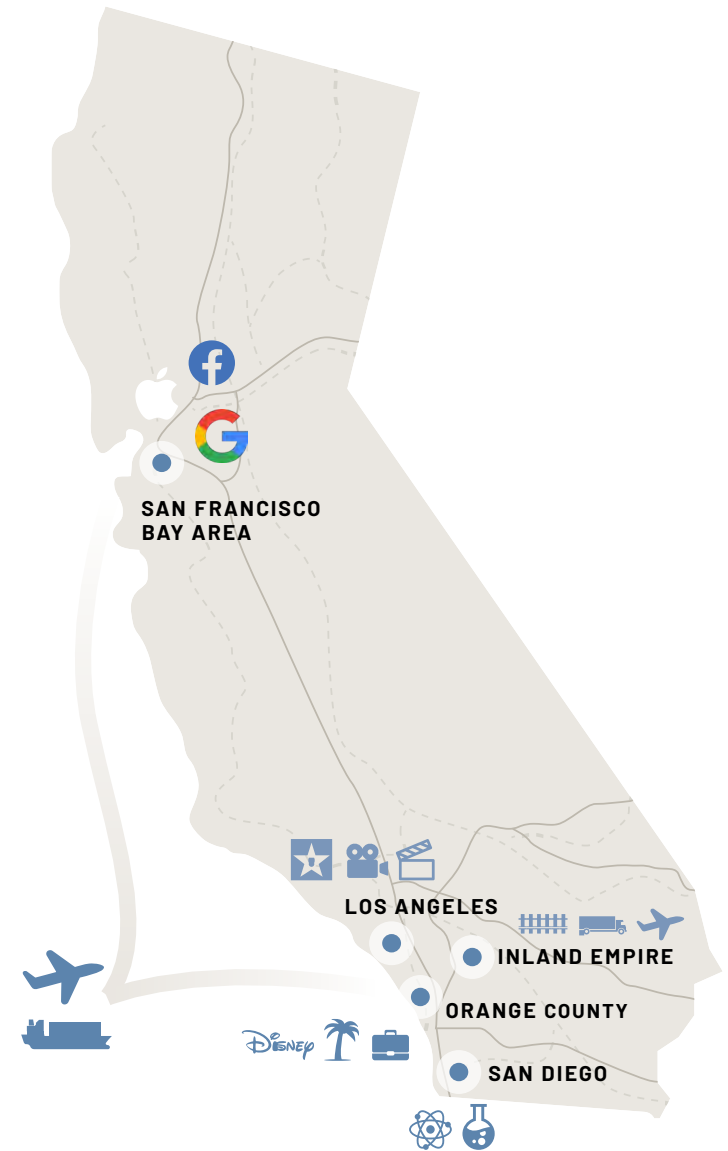 SAN FRANCISCO
BAY AREA
LOS ANGELES
INLAND EMPIRE
ORANGE COUNTY
DISNEY
SAN DIEGO